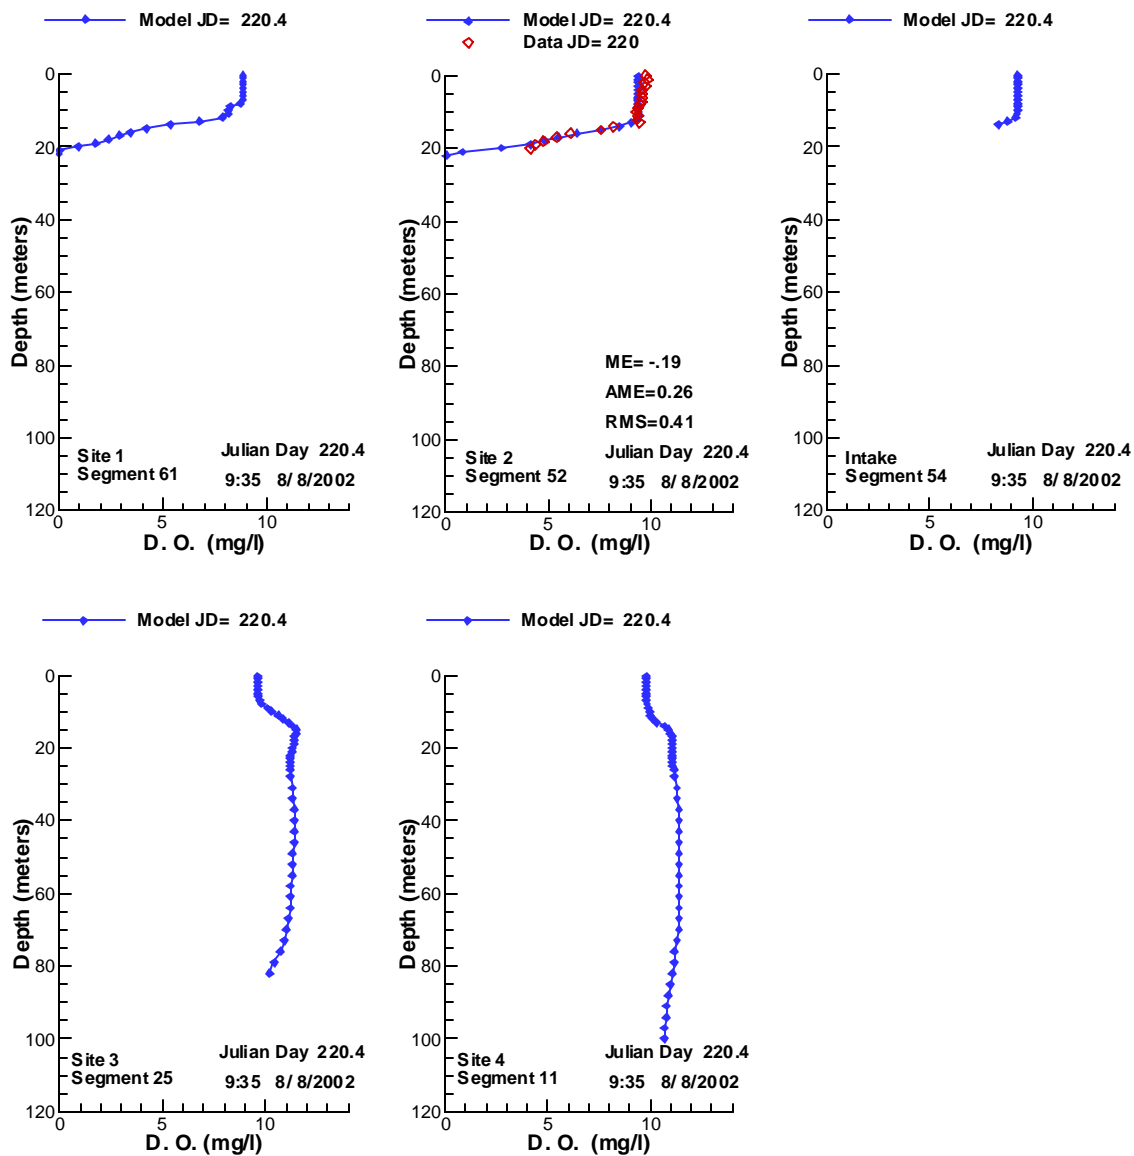 Model JD= 220.4
0
20
40
60
80
100
120
Depth (meters)
Site 1
Segment 61
Julian Day 220.4
9:35 8/ 8/2002
0 5 10
D. O. (mg/l)
Model JD= 220.4
Data JD= 220
0
20
40
60
80
100
120
Depth (meters)
ME= -.19
AME=0.26
RMS=0.41
Site 2
Segment 52
Julian Day 220.4
9:35 8/ 8/2002
0 5 10
D. O. (mg/l)
Model JD= 220.4
0
20
40
60
80
100
120
Depth (meters)
Intake
Segment 54
Julian Day 220.4
9:35 8/ 8/2002
0 5 10
D. O. (mg/l)
Model JD= 220.4
0
20
40
60
80
100
120
Depth (meters)
Site 3
Segment 25
Julian Day 220.4
9:35 8/ 8/2002
0 5 10
D. O. (mg/l)
Model JD= 220.4
0
20
40
60
80
100
120
Depth (meters)
Site 4
Segment 11
Julian Day 220.4
9:35 8/ 8/2002
0 5 10
D. O. (mg/l)